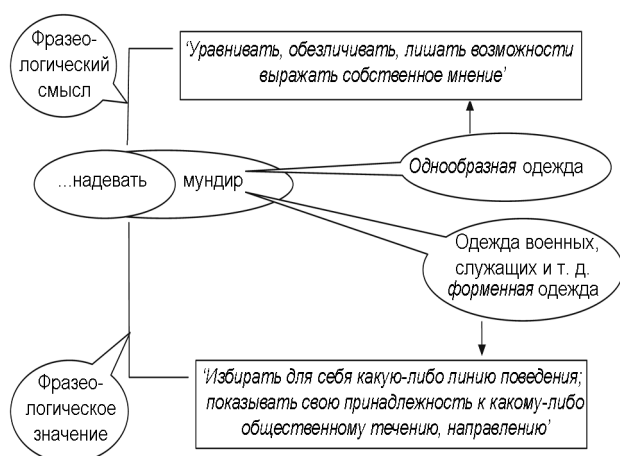 Фразео-
логический
смысл
‘Уравнивать, обезличивать, лишать возможности
выражать собственное мнение’
...надевать
мундир
Однообразная одежда
Одежда военных,
служащих и т. д.
форменная одежда
Фразео-
логическое
значение
‘Избирать для себя какую-либо линию поведения;
показывать свою принадлежность к какому-либо
общественному течению, направлению’